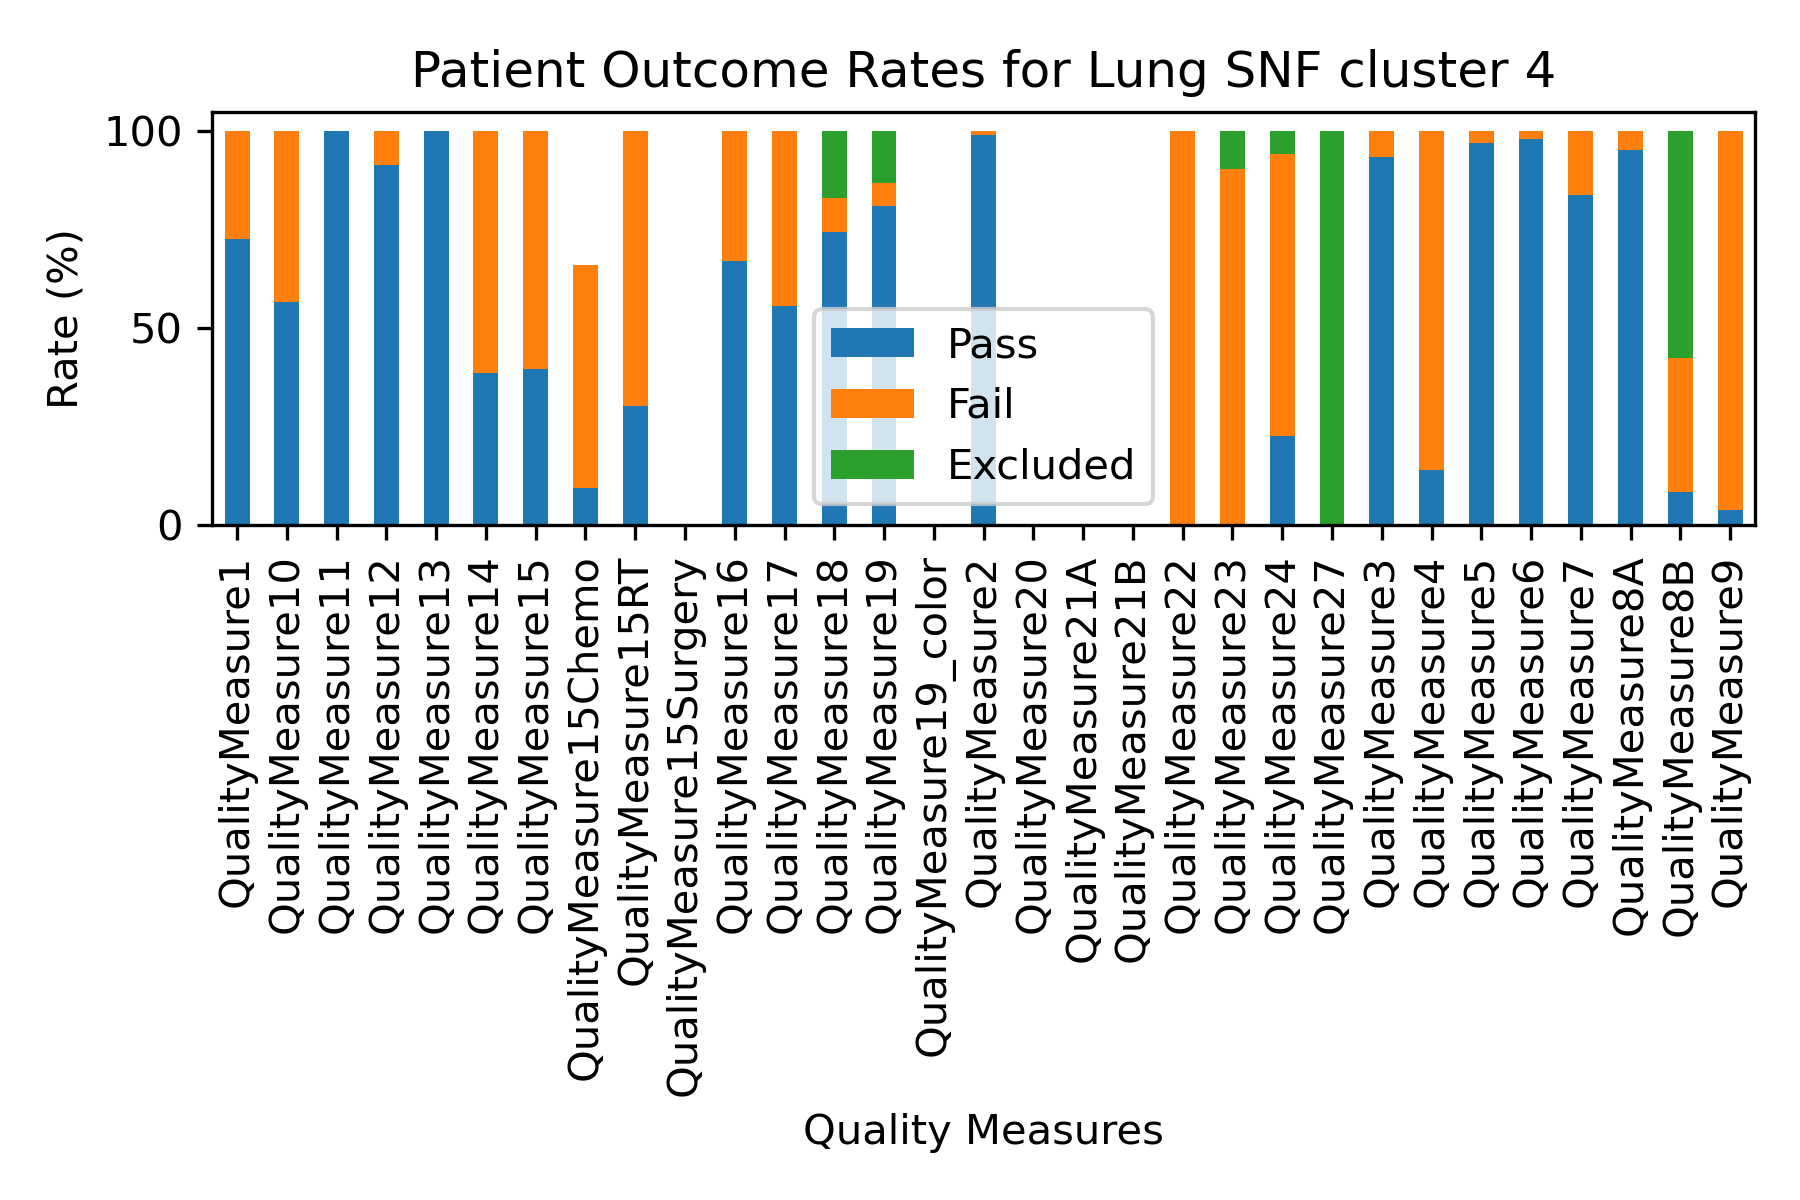 Patient Outcome Rates for Lung SNF cluster 4
Rate (%)
100
50
0
Pass
Fail
Excluded
QualityMeasure1
QualityMeasure10
QualityMeasure11
QualityMeasure12
QualityMeasure13
QualityMeasure14
QualityMeasure15
QualityMeasure15Chemo
QualityMeasure15RT
QualityMeasure15Surgery
QualityMeasure16
QualityMeasure17
QualityMeasure18
QualityMeasure19
QualityMeasure19_color
QualityMeasure2
QualityMeasure20
QualityMeasure21A
QualityMeasure21B
QualityMeasure22
QualityMeasure23
QualityMeasure24
QualityMeasure27
QualityMeasure3
QualityMeasure4
QualityMeasure5
QualityMeasure6
QualityMeasure7
QualityMeasure8A
QualityMeasure8B
QualityMeasure9
Quality Measures